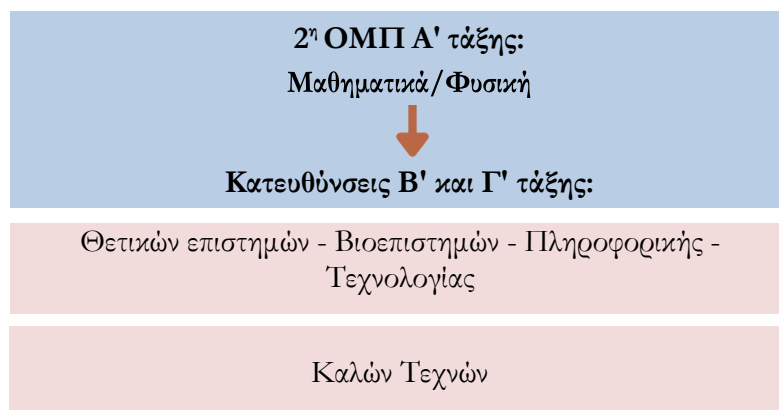 2η ΟΜΠ Α' τάξης:
Μαθηματικά/Φυσική
Κατευθύνσεις Β' και Γ' τάξης:
Θετικών επιστημών - Βιοεπιστημών - Πληροφορικής -
Τεχνολογίας
Καλών Τεχνών